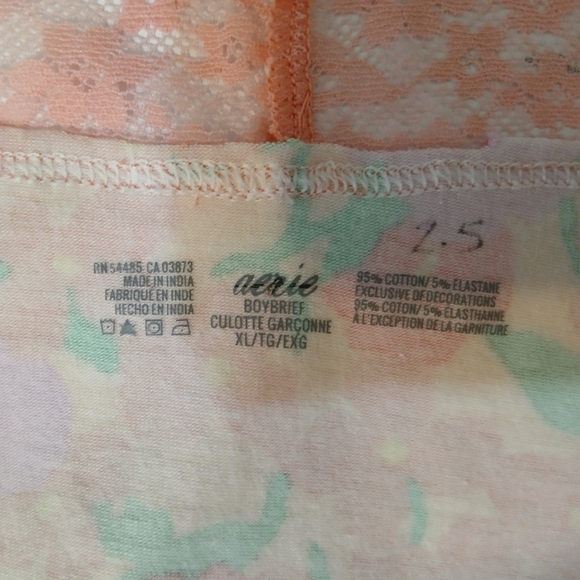 2.5
RN 54485 CA 03873
MADE IN INDIA
FABRIQUÉ EN INDE
HECHO EN INDIA
aerie
BOYBRIEF
CULOTTE GARÇONNE
XL/TG/EXG
95% COTTON/ 5% ELASTANE
EXCLUSIVE OF DECORATIONS
95% COTON/ 5% ÉLASTHANNE
À L'EXCEPTION DE LA GARNITURE